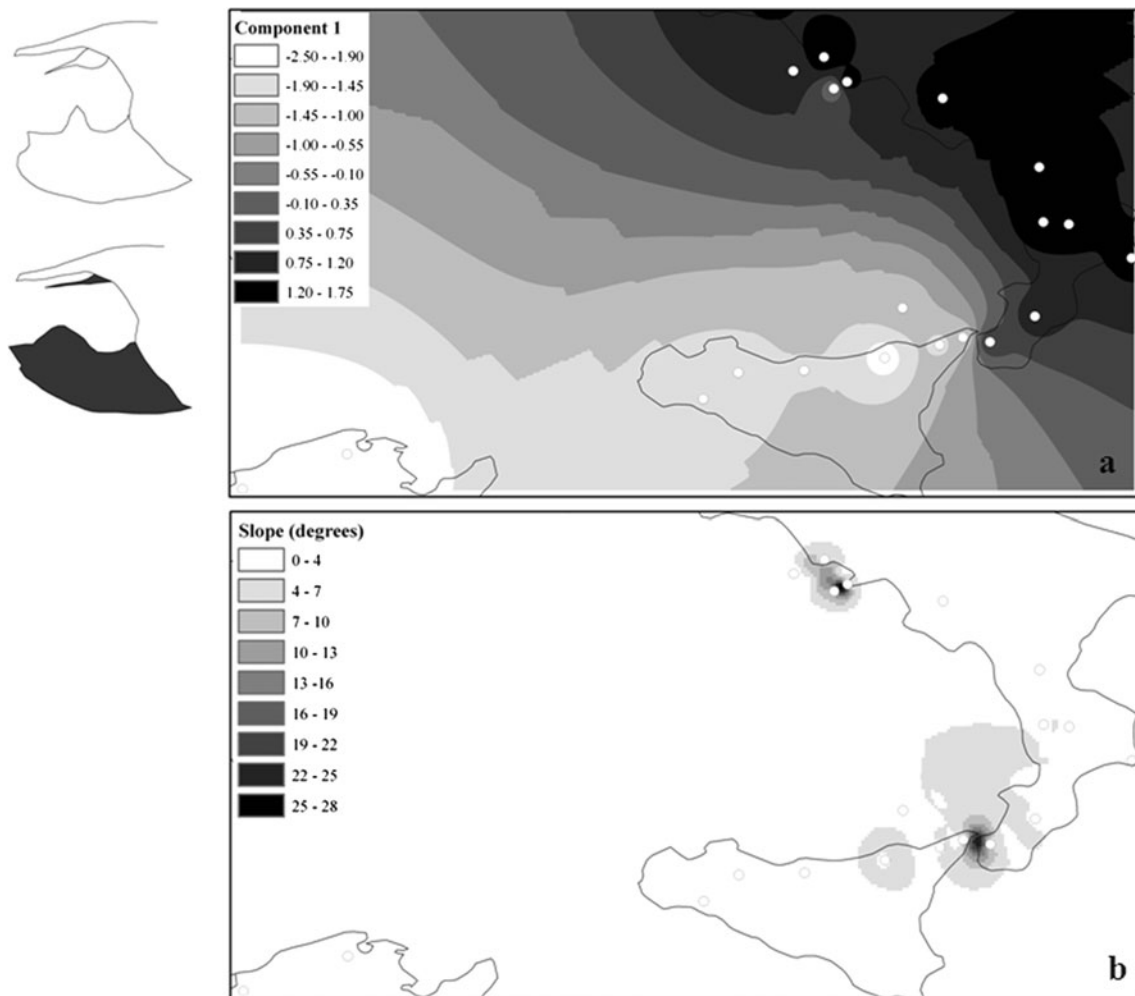 Component 1
-2.50 - -1.90
-1.90 - -1.45
-1.45 - -1.00
-1.00 - -0.55
-0.55 - -0.10
-0.10 - 0.35
0.35 - 0.75
0.75 - 1.20
1.20 - 1.75
a
Slope (degrees)
0 - 4
4 - 7
7 - 10
10 - 13
13 -16
16 - 19
19 - 22
22 - 25
25 - 28
b